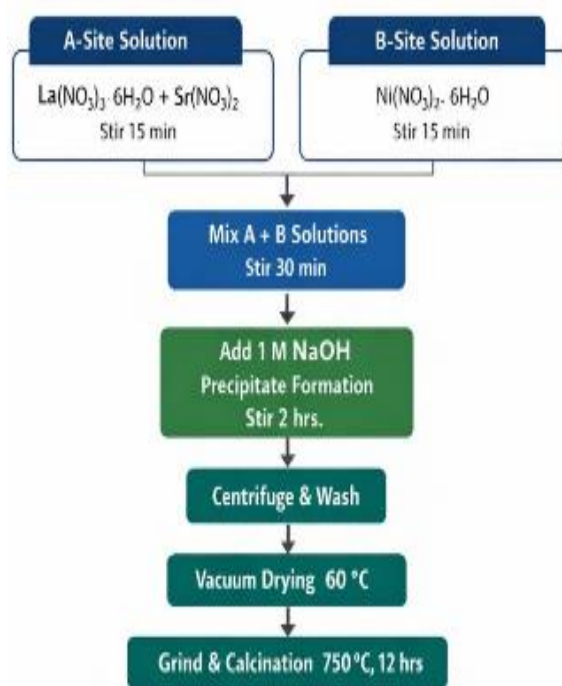 A-Site Solution
La(NO₃)₃· 6H₂O + Sr(NO₃)₂
Stir 15 min
B-Site Solution
Ni(NO₃)₂- 6H₂O
Stir 15 min
Mix A + B Solutions
Stir 30 min
Add 1 M NaOH
Precipitate Formation
Stir 2 hrs.
Centrifuge & Wash
Vacuum Drying 60 °C
Grind & Calcination 750 °C, 12 hrs